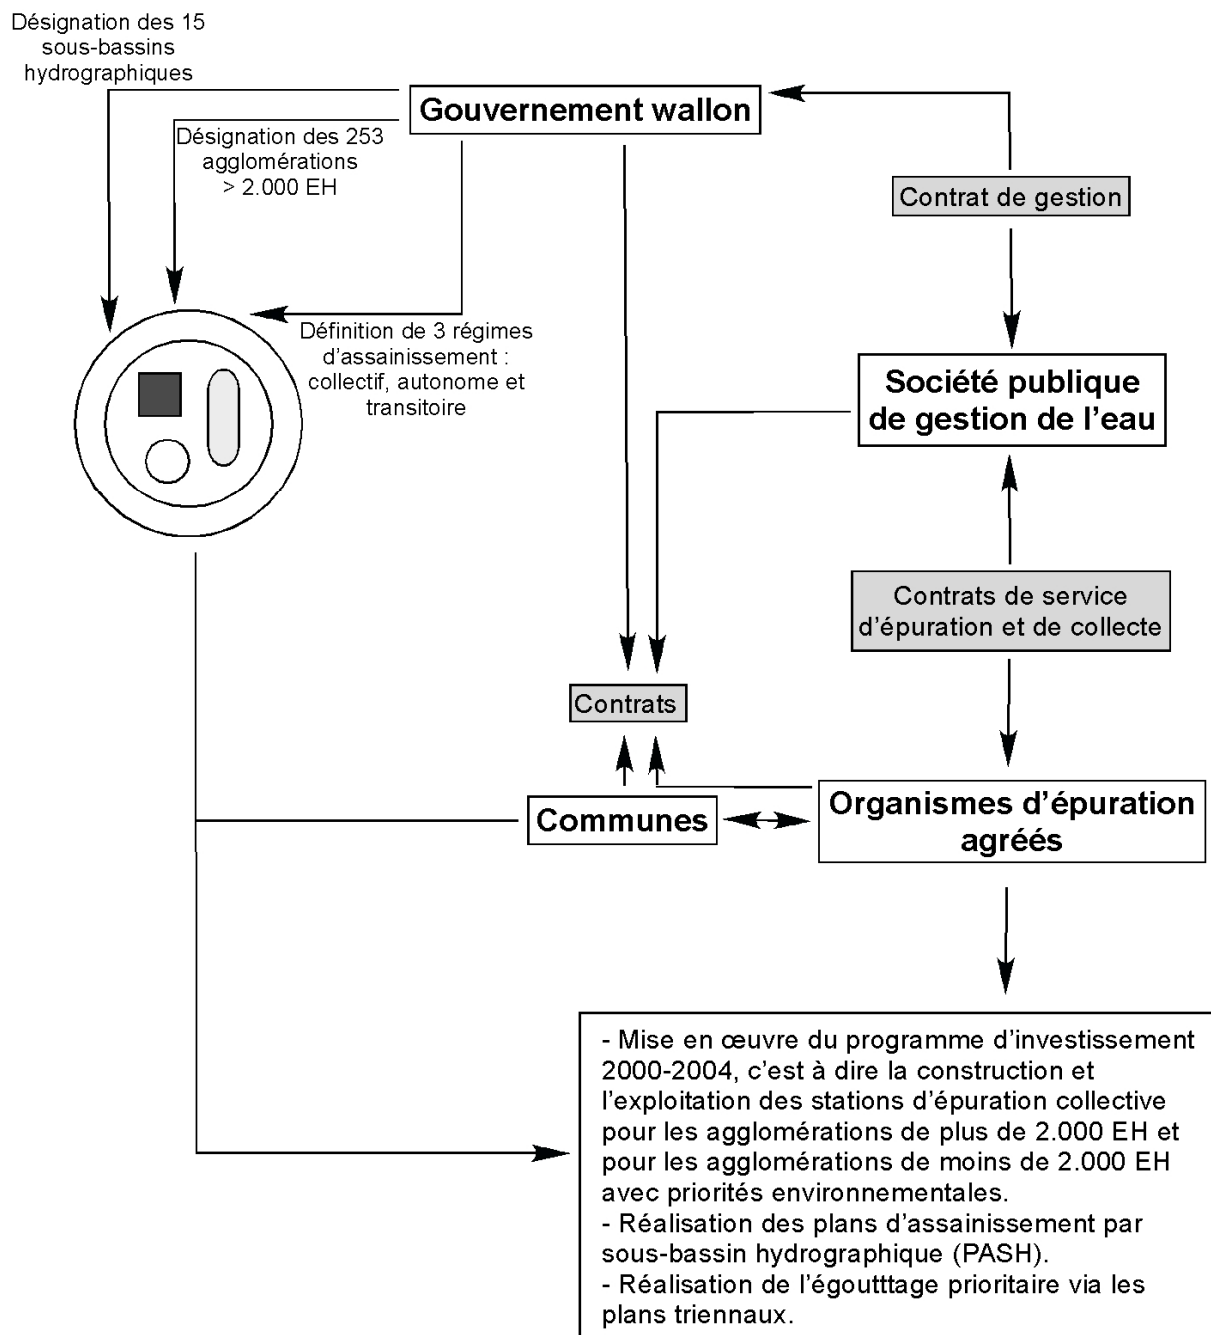 Désignation des 15
sous-bassins
hydrographiques
Gouvernement wallon
Désignation des 253
agglomérations
> 2.000 EH
Contrat de gestion
Définition de 3 régimes
d'assainissement :
collectif, autonome et
transitoire
Société publique
de gestion de l'eau
Contrats de service
d'épuration et de collecte
Contrats
Communes
Organismes d'épuration
agréés
- Mise en œuvre du programme d'investissement
2000-2004, c'est à dire la construction et
l'exploitation des stations d'épuration collective
pour les agglomérations de plus de 2.000 EH et
pour les agglomérations de moins de 2.000 EH
avec priorités environnementales.
- Réalisation des plans d'assainissement par
sous-bassin hydrographique (PASH).
- Réalisation de l'égoutttage prioritaire via les
plans triennaux.